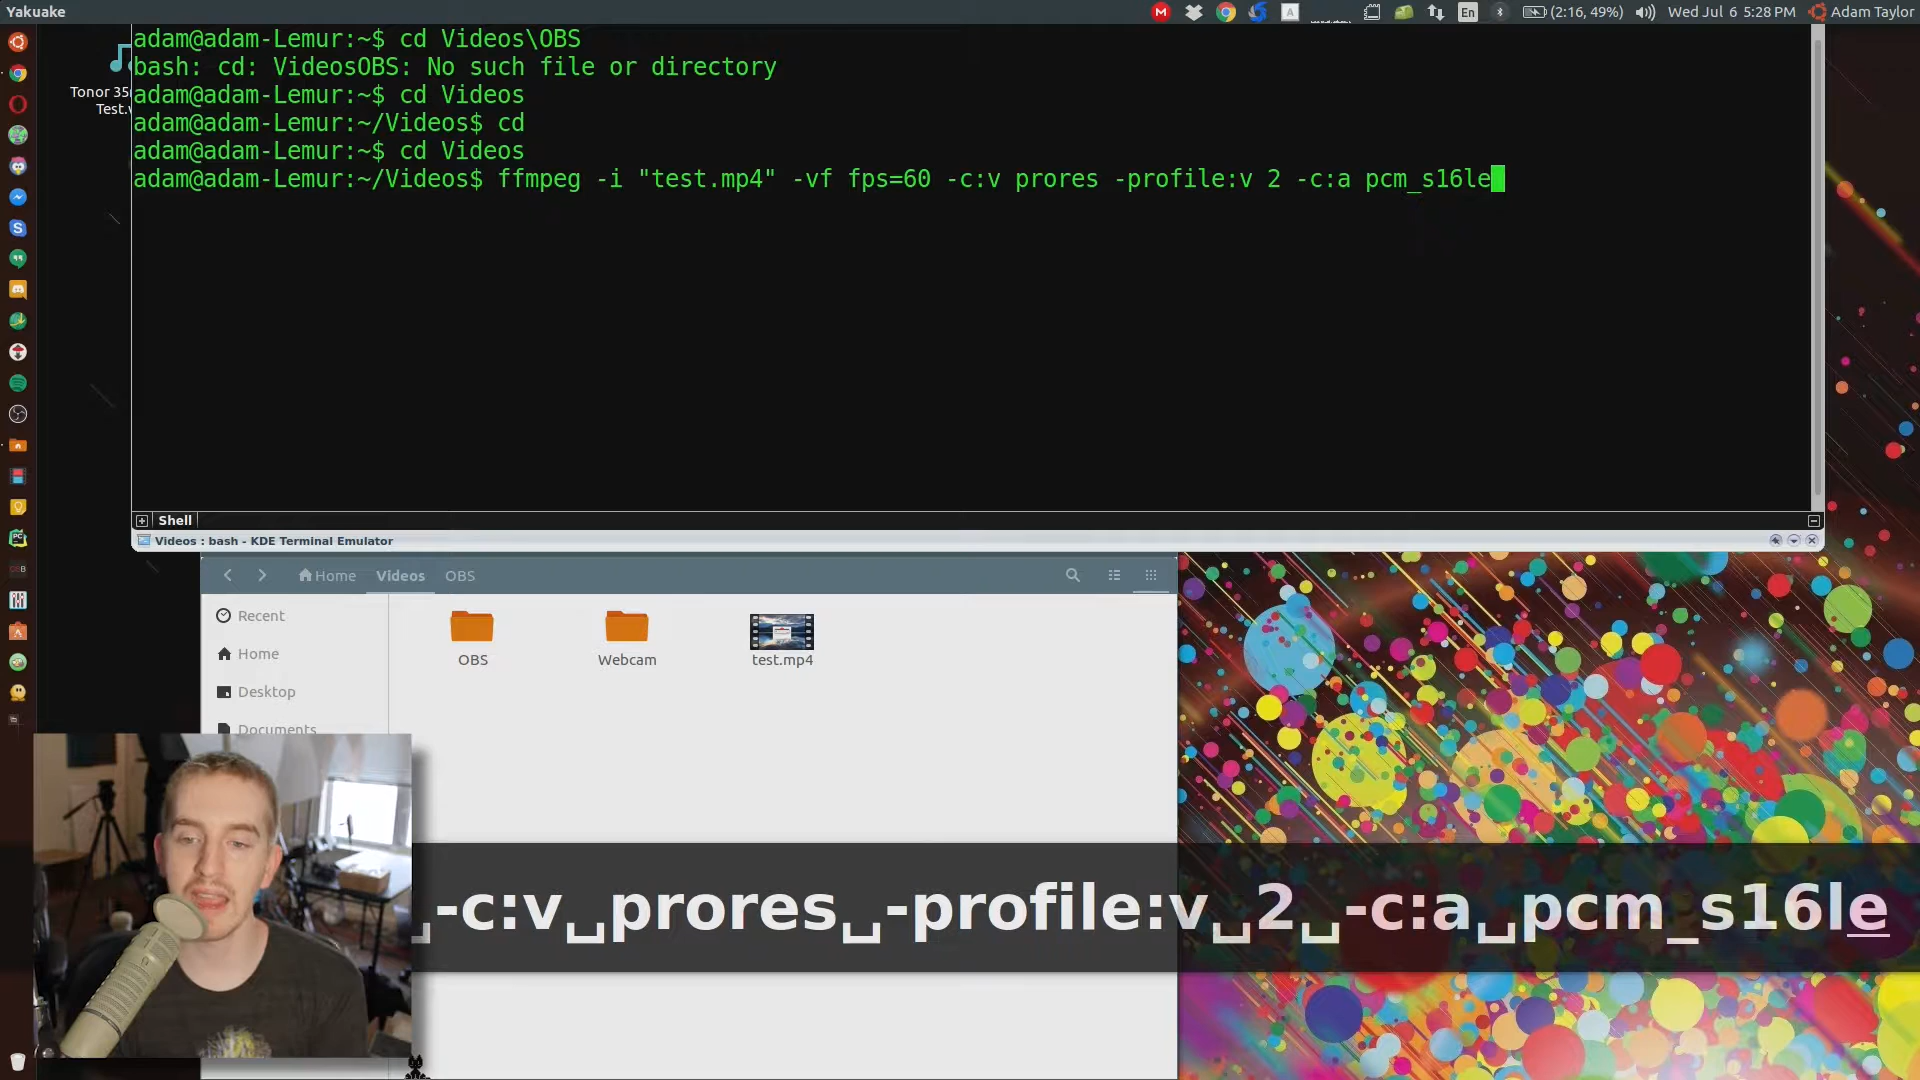 Yakuake
En
(2:16, 49%)
Wed Jul 6 5:28 PM
Adam Taylor
adam@adam-Lemur:~$ cd Videos\OBS
bash: cd: VideosOBS: No such file or directory
adam@adam-Lemur:~$ cd Videos
adam@adam-Lemur:~/Videos$ cd
adam@adam-Lemur:~$ cd Videos
adam@adam-Lemur:~/Videos$ ffmpeg -i "test.mp4" -vf fps=60 -c:v prores -profile:v 2 -c:a pcm_s16le
Tonor 35
Test.
Shell
Videos : bash - KDE Terminal Emulator
Home
Videos
OBS
Recent
Home
Desktop
Documents
OBS
Webcam
test.mp4
␣-c:v␣prores␣-profile:v␣2␣-c:a␣pcm_s16le